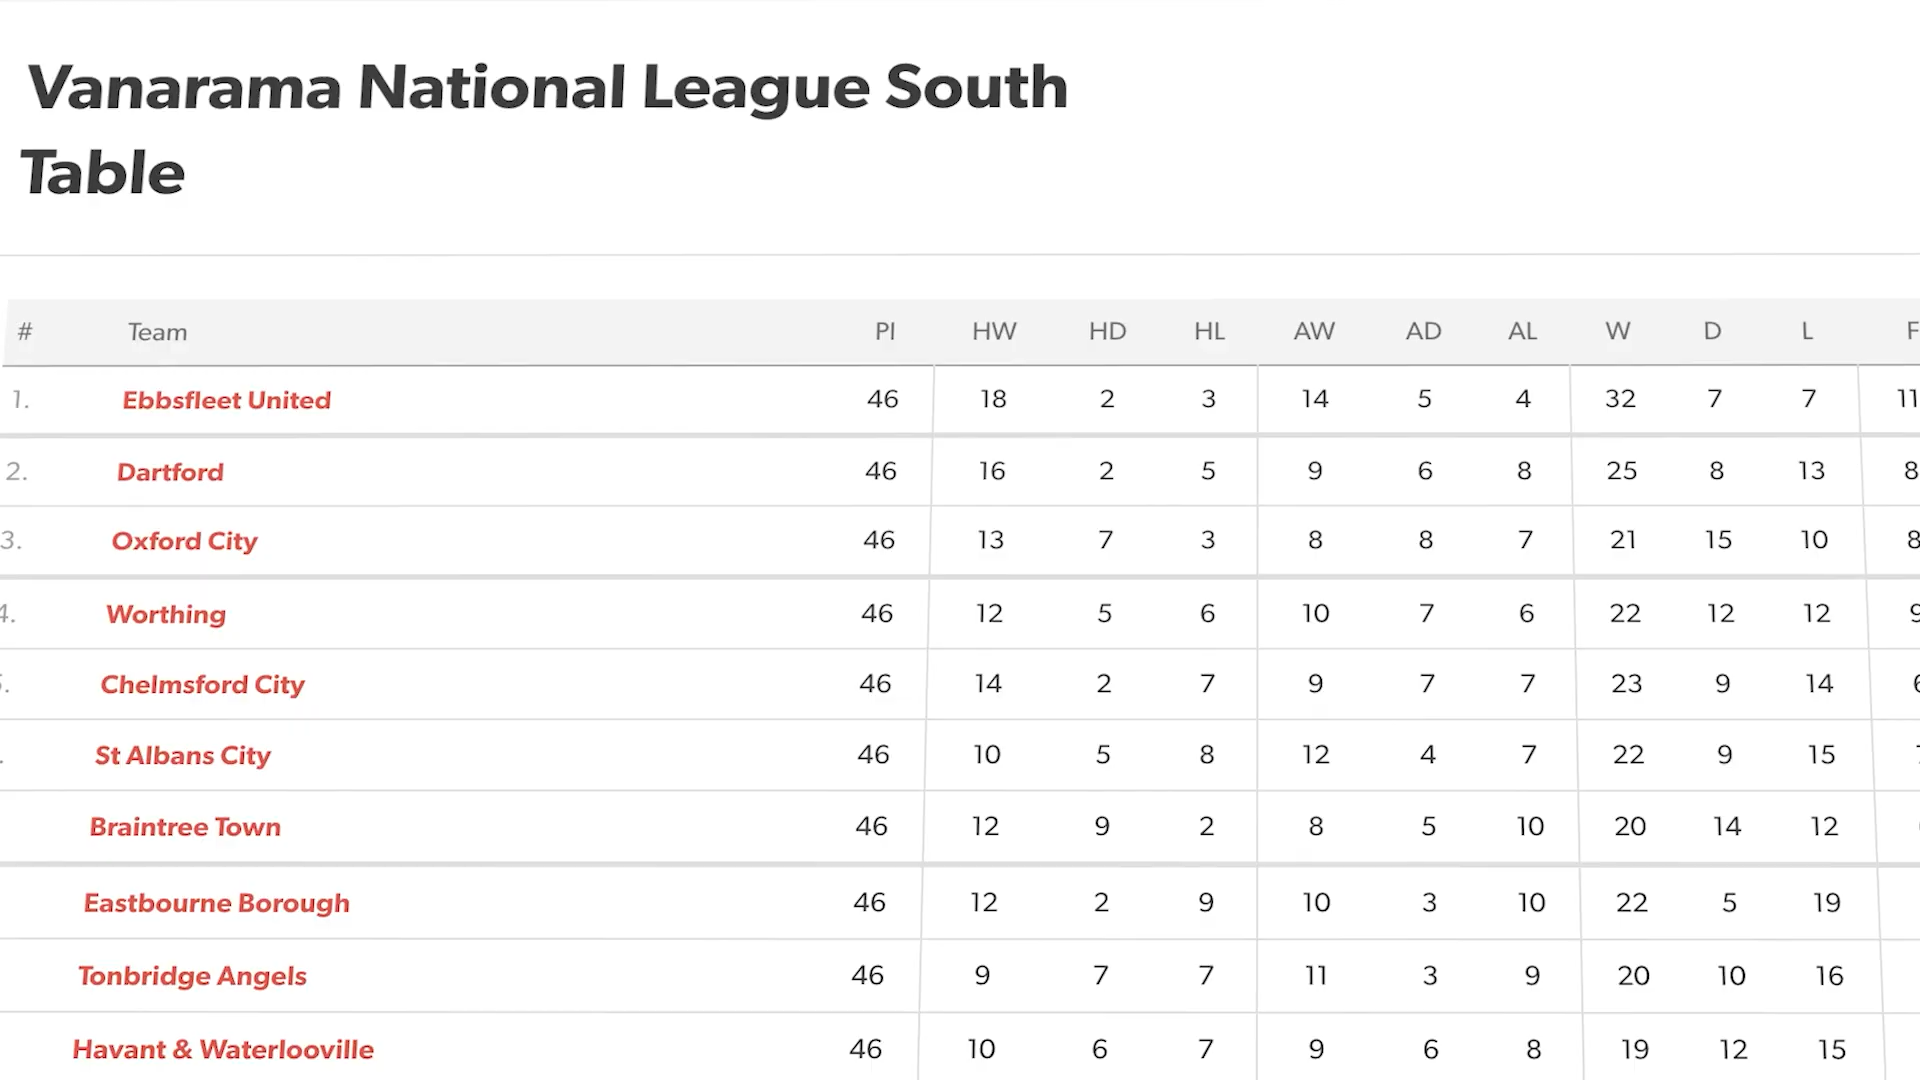 Vanarama National League South
Table
# Team Pl HW HD HL AW AD AL W D L F
1. Ebbsfleet United 46 18 2 3 14 5 4 32 7 7 11
2. Dartford 46 16 2 5 9 6 8 25 8 13 8
3. Oxford City 46 13 7 3 8 8 7 21 15 10 8
4. Worthing 46 12 5 6 10 7 6 22 12 12 9
Chelmsford City 46 14 2 7 9 7 7 23 9 14 6
St Albans City 46 10 5 8 12 4 7 22 9 15
Braintree Town 46 12 9 2 8 5 10 20 14 12
Eastbourne Borough 46 12 2 9 10 3 10 22 5 19
Tonbridge Angels 46 9 7 7 11 3 9 20 10 16
Havant & Waterlooville 46 10 6 7 9 6 8 19 12 15